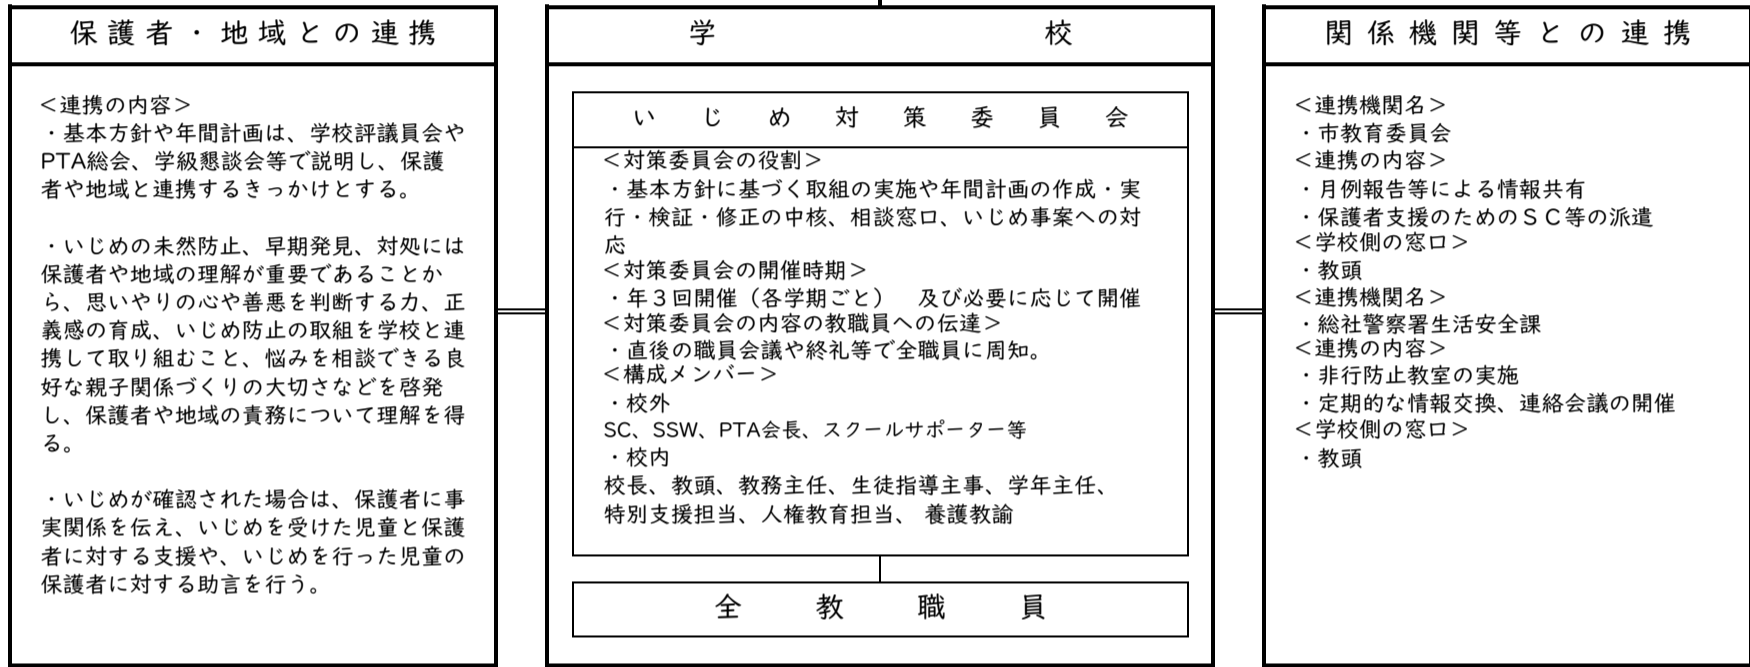 保護者・地域との連携
＜連携の内容＞
・基本方針や年間計画は、学校評議員会や
PTA総会、学級懇談会等で説明し、保護
者や地域と連携するきっかけとする。
・いじめの未然防止、早期発見、対処には
保護者や地域の理解が重要であることか
ら、思いやりの心や善悪を判断する力、正
義感の育成、いじめ防止の取組を学校と連
携して取り組むこと、悩みを相談できる良
好な親子関係づくりの大切さなどを啓発
し、保護者や地域の責務について理解を得
る。
・いじめが確認された場合は、保護者に事
実関係を伝え、いじめを受けた児童と保護
者に対する支援や、いじめを行った児童の
保護者に対する助言を行う。
学校
いじめ対策委員会
＜対策委員会の役割＞
・基本方針に基づく取組の実施や年間計画の作成・実
行・検証・修正の中核、相談窓口、いじめ事案への対
応
＜対策委員会の開催時期＞
・年３回開催（各学期ごと）　及び必要に応じて開催
＜対策委員会の内容の教職員への伝達＞
・直後の職員会議や終礼等で全職員に周知。
＜構成メンバー＞
・校外
SC、SSW、PTA会長、スクールサポーター等
・校内
校長、教頭、教務主任、生徒指導主事、学年主任、
特別支援担当、人権教育担当、 養護教諭
全教職員
関係機関等との連携
＜連携機関名＞
・市教育委員会
＜連携の内容＞
・月例報告等による情報共有
・保護者支援のためのＳＣ等の派遣
＜学校側の窓口＞
・教頭
＜連携機関名＞
・総社警察署生活安全課
＜連携の内容＞
・非行防止教室の実施
・定期的な情報交換、連絡会議の開催
＜学校側の窓口＞
・教頭